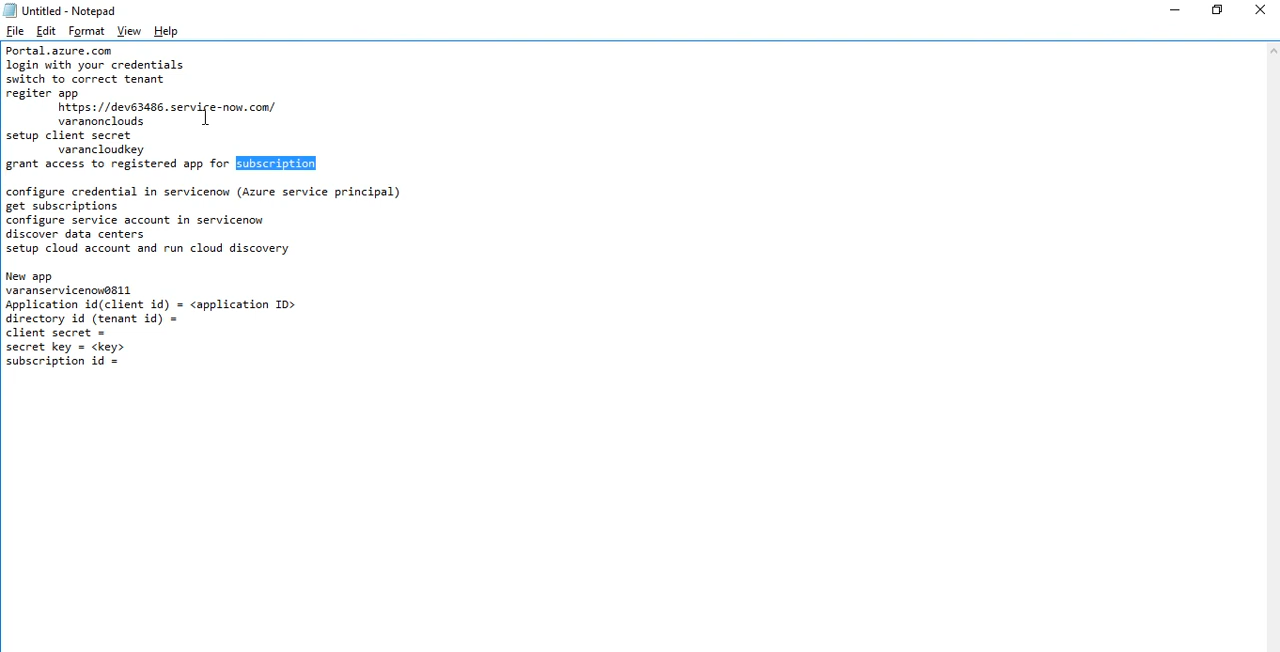 Untitled - Notepad
File Edit Format View Help
Portal.azure.com
login with your credentials
switch to correct tenant
regiter app
https://dev63486.service-now.com/
varanonclouds
setup client secret
varancloudkey
grant access to registered app for subscription
configure credential in servicenow (Azure service principal)
get subscriptions
configure service account in servicenow
discover data centers
setup cloud account and run cloud discovery
New app
varanservicenow0811
Application id(client id) = <application ID>
directory id (tenant id) =
client secret =
secret key = <key>
subscription id =